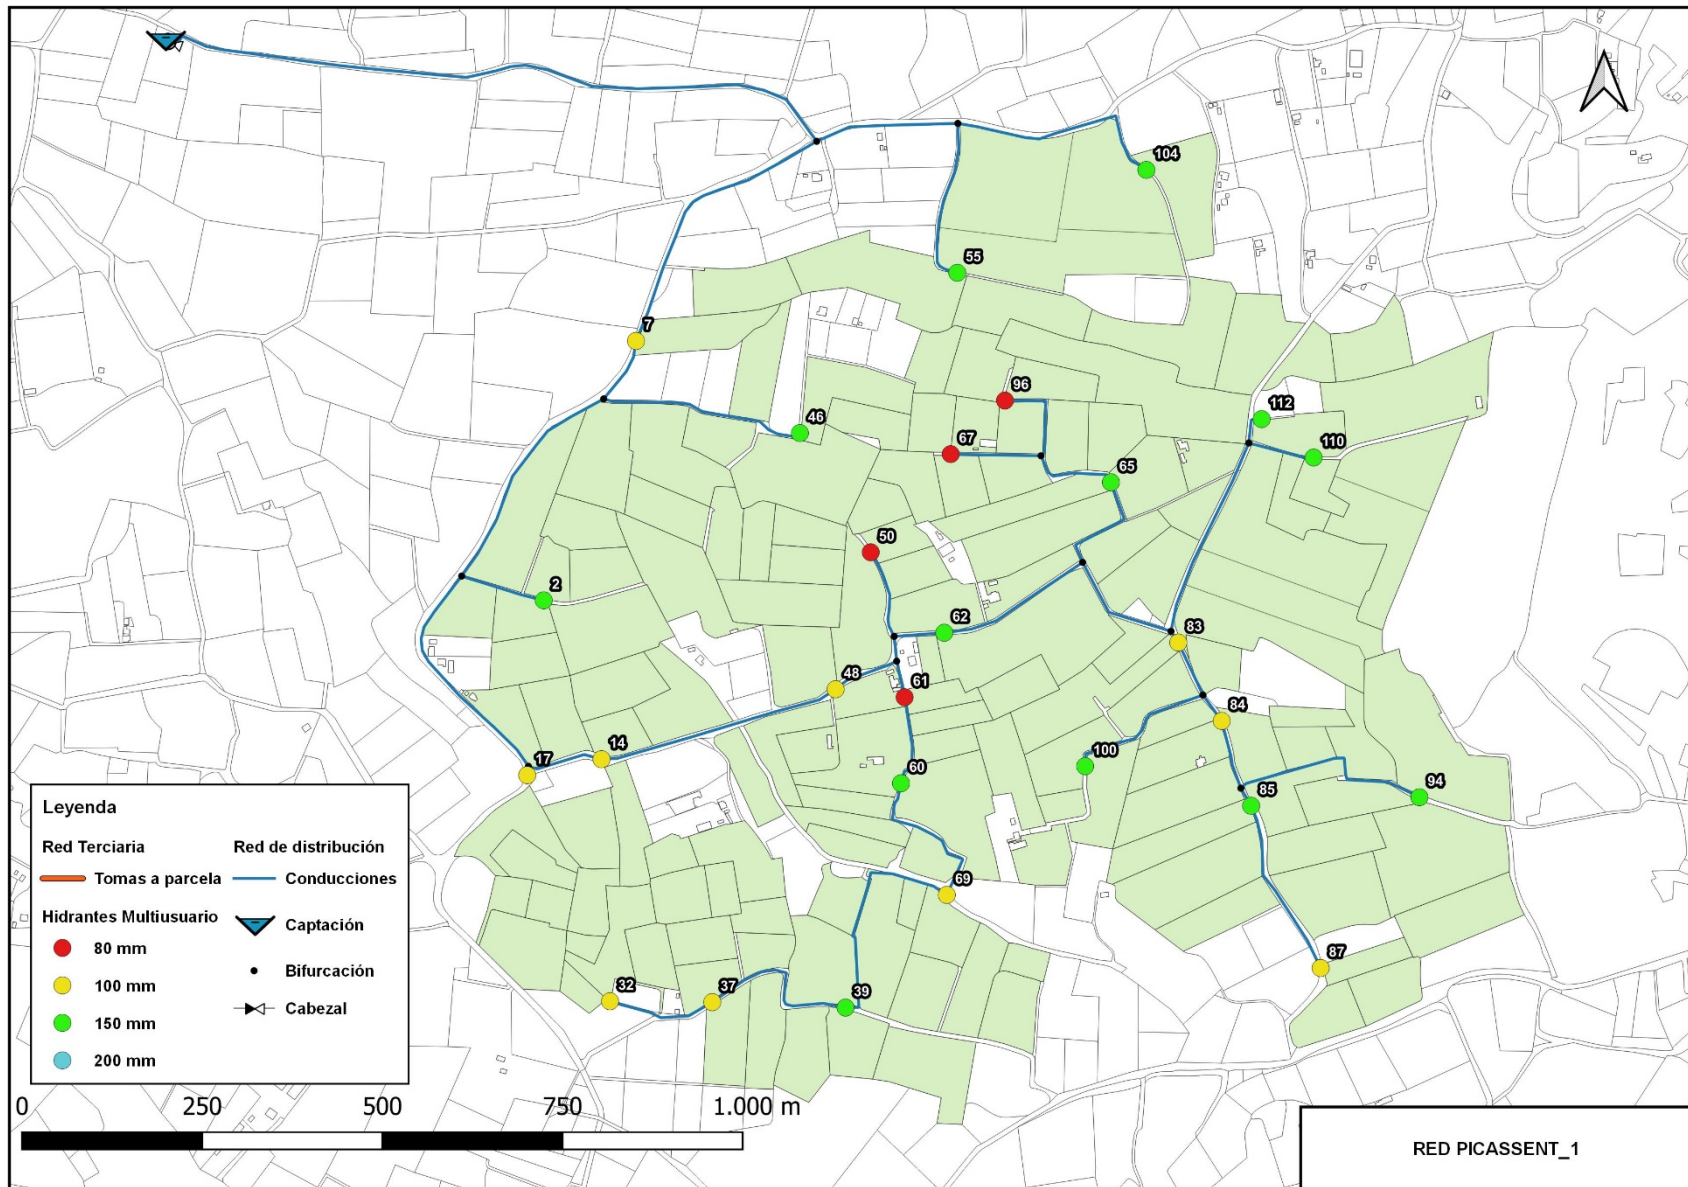 104
55
7
96
112
46
67
110
65
50
2
62
83
48
61
84
14
17
100
60
94
85
69
87
32
37
39
Leyenda
Red Terciaria
Red de distribución
Tomas a parcela
Conducciones
Hidrantes Multiusuario
Captación
80 mm
Bifurcación
100 mm
Cabezal
150 mm
200 mm
0 250 500 750 1.000 m
RED PICASSENT_1